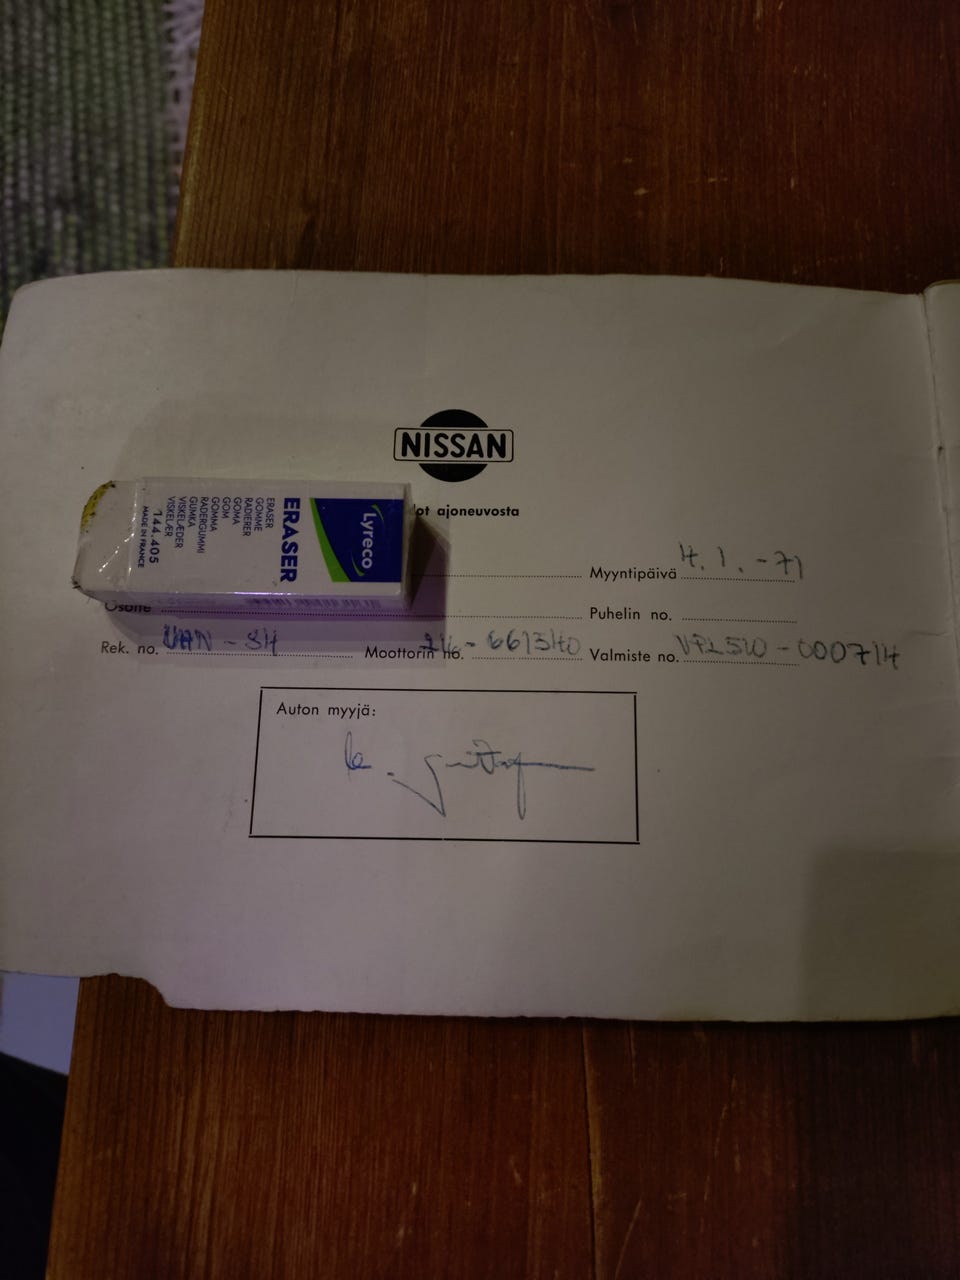 NISSAN
ot ajoneuvosta
Myyntipäivä 4. 1. -71
Osoite
Puhelin no.
Rek. no. UAN - 84
Moottorin no. - 661340
Valmiste no. VPL510 - 000714
Auton myyjä:
Lyreco
ERASER
ERASER
GOMME
RADIERER
GOMA
GOM
GOMMA
RADERGUMMI
GUMKA
VISKELÆDER
VISKELÆR
144.405
MADE IN FRANCE